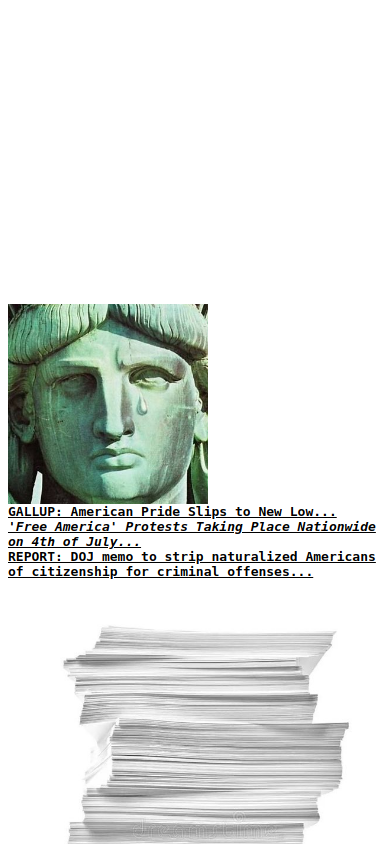 GALLUP: American Pride Slips to New Low...
'Free America' Protests Taking Place Nationwide
on 4th of July...
REPORT: DOJ memo to strip naturalized Americans
of citizenship for criminal offenses...